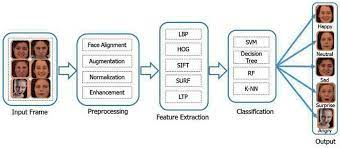 Input Frame
Face Alignment
Augmentation
Normalization
Enhancement
Preprocessing
LBP
HOG
SIFT
SURF
LTP
Feature Extraction
SVM
Decision
Tree
RF
K-NN
Classification
Happy
Neutral
Sad
Surprise
Angry
Output